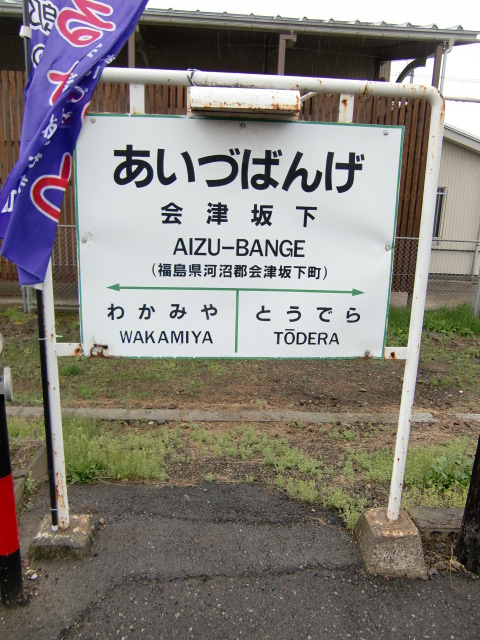 あいづばんげ
会津坂下
AIZU-BANGE
(福島県河沼郡会津坂下町)
わかみや とうでら
WAKAMIYA TŌDERA